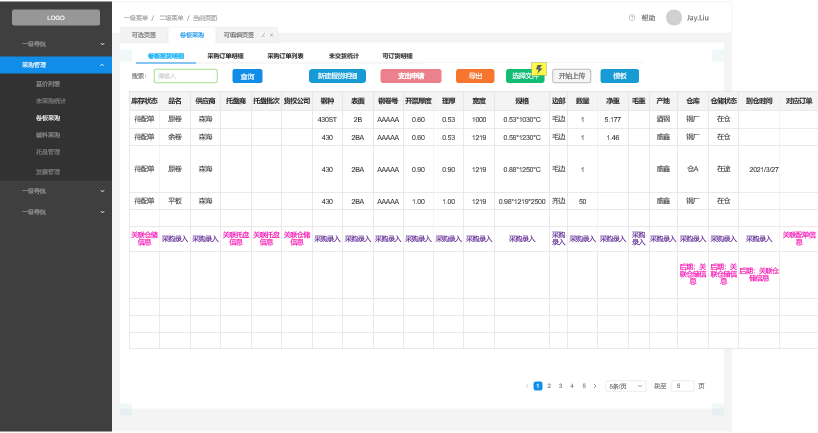 LOGO
一级菜单 / 二级菜单 / 当前页面
帮助 Jay.Liu
一级导航
可选页签 卷板采购 可编辑页签
采购管理
卷板提货明细 采购订单明细 采购订单列表 未交货统计 可订货明细
搜索: 请输入 查询 新建提货明细 支出申请 导出 选择文件 开始上传 模板
基价列表
未采购统计
卷板采购
辅料采购
托盘管理
发票管理
一级导航
一级导航
库存状态 品名 供应商 托盘商 托盘批次 货权公司 钢种 表面 钢卷号 开票厚度 理厚 宽度 规格 边部 数量 净重 毛重 产地 仓库 仓储状态 到仓时间 对应订单
待配单 原卷 森海 430ST 2B AAAAA 0.60 0.53 1000 0.53*1030*C 毛边 1 5.177 酒钢 钢厂 在仓
待配单 余卷 森海 430 2BA AAAAA 0.60 0.53 1219 0.58*1230*C 毛边 1 1.46 甬鑫 钢厂 在仓
待配单 原卷 森海 430 2BA AAAAA 0.90 0.90 1219 0.88*1250*C 毛边 1 甬鑫 仓A 在途 2021/3/27
待配单 平板 森海 430 2BA AAAAA 1.00 1.00 1219 0.98*1219*2500 齐边 50 甬鑫 钢厂 在仓
关联仓储信息 采购录入 采购录入 关联托盘信息 关联托盘信息 关联仓储信息 采购录入 采购录入 采购录入 采购录入 采购录入 采购录入 采购录入 采购录入 采购录入 采购录入 采购录入 采购录入 采购录入 采购录入 采购录入 关联配单信息
后期：关联仓储信息 后期：关联仓储信息 后期：关联仓储信息
1 2 3 4 5 5条/页 跳至 5 页